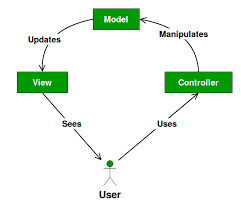 Model
Updates
Manipulates
View
Controller
Sees
Uses
User